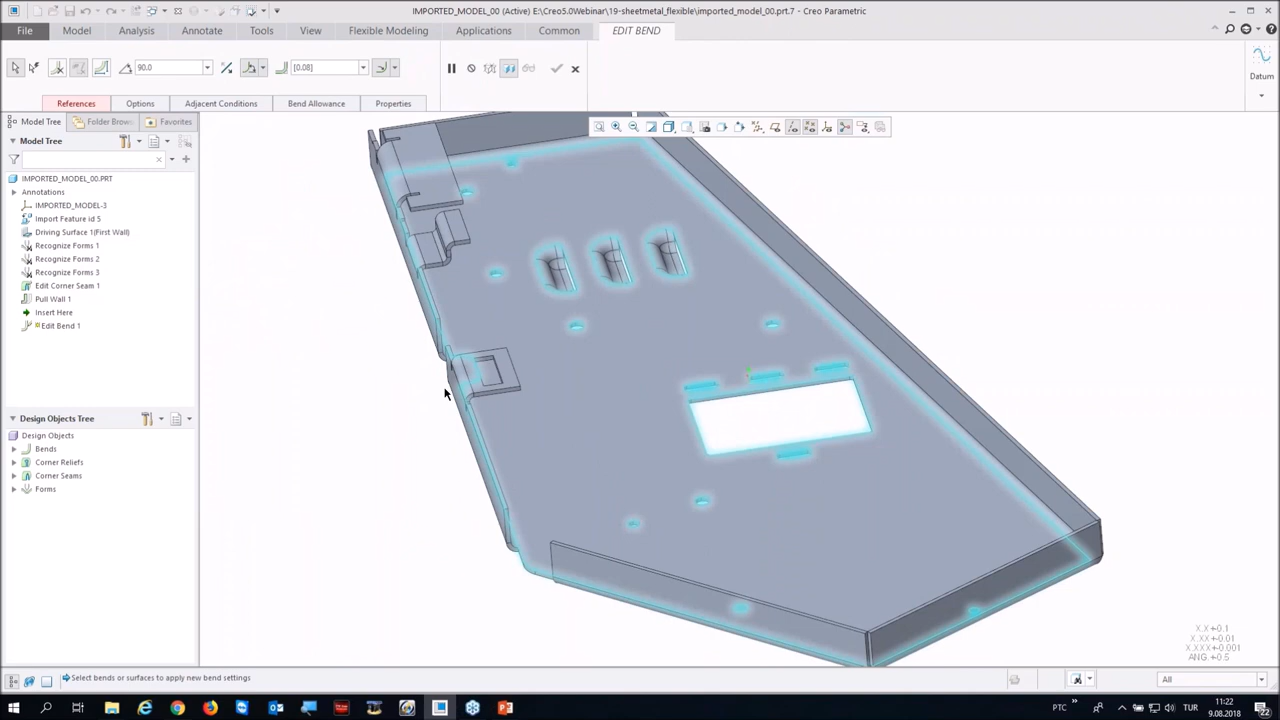 IMPORTED_MODEL_00 (Active) E:\Creo5.0Webinar\19-sheetmetal_flexible\imported_model_00.prt.7 - Creo Parametric
File Model Analysis Annotate Tools View Flexible Modeling Applications Common EDIT BEND
90.0 [0.08]
Datum
References Options Adjacent Conditions Bend Allowance Properties
Model Tree Folder Brow Favorites
Model Tree
IMPORTED_MODEL_00.PRT
Annotations
IMPORTED_MODEL-3
Import Feature id 5
Driving Surface 1(First Wall)
Recognize Forms 1
Recognize Forms 2
Recognize Forms 3
Edit Corner Seam 1
Pull Wall 1
Insert Here
Edit Bend 1
Design Objects Tree
Design Objects
Bends
Corner Reliefs
Corner Seams
Forms
X.X +-0.1
X.XX +-0.01
X.XXX +-0.001
ANG. +-0.5
Select bends or surfaces to apply new bend settings
All
PTC TUR 11:22
9.08.2018 22